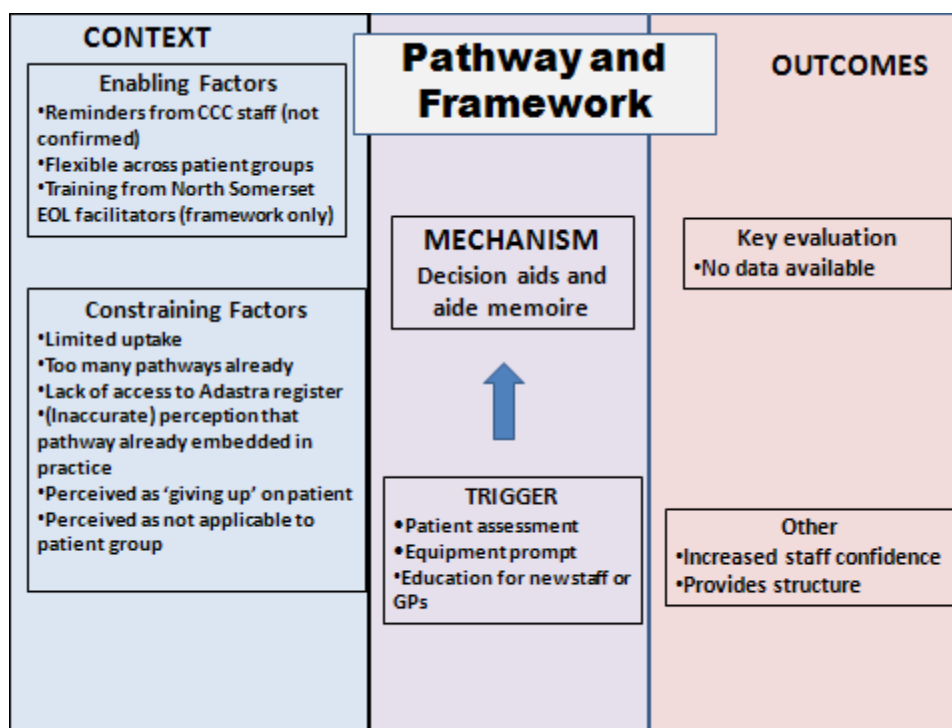 CONTEXT
Enabling Factors
•Reminders from CCC staff (not
confirmed)
•Flexible across patient groups
•Training from North Somerset
EOL facilitators (framework only)
Constraining Factors
•Limited uptake
•Too many pathways already
•Lack of access to Adastra register
•(Inaccurate) perception that
pathway already embedded in
practice
•Perceived as ‘giving up’ on patient
•Perceived as not applicable to
patient group
Pathway and
Framework
MECHANISM
Decision aids and
aide memoire
TRIGGER
•Patient assessment
•Equipment prompt
•Education for new staff or
GPs
OUTCOMES
Key evaluation
•No data available
Other
•Increased staff confidence
•Provides structure